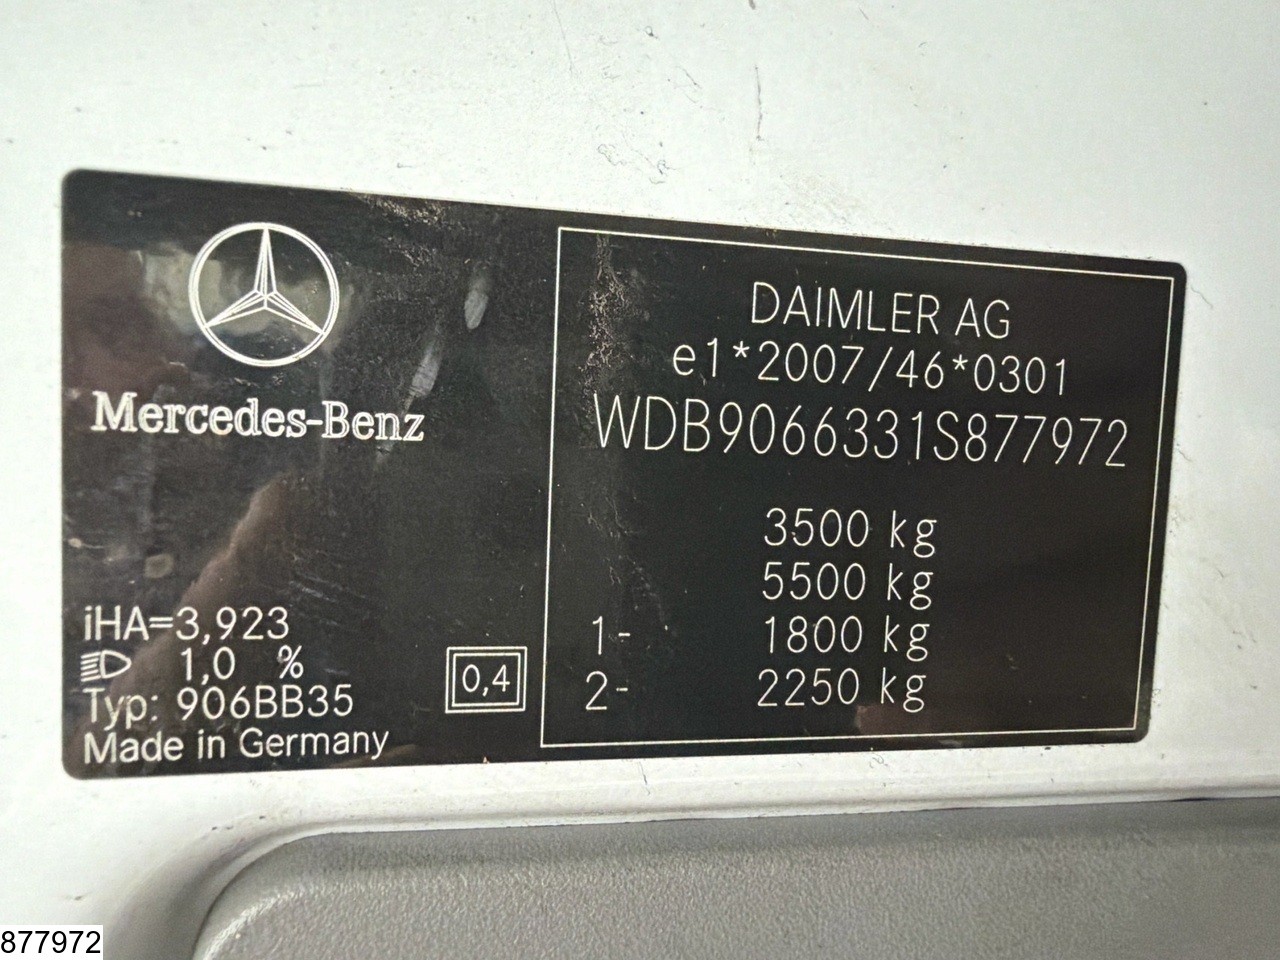 Mercedes-Benz
iHA=3,923
1,0 %
Typ: 906BB35
Made in Germany
0,4
DAIMLER AG
e1*2007/46*0301
WDB9066331S877972
3500 kg
5500 kg
1- 1800 kg
2- 2250 kg
877972